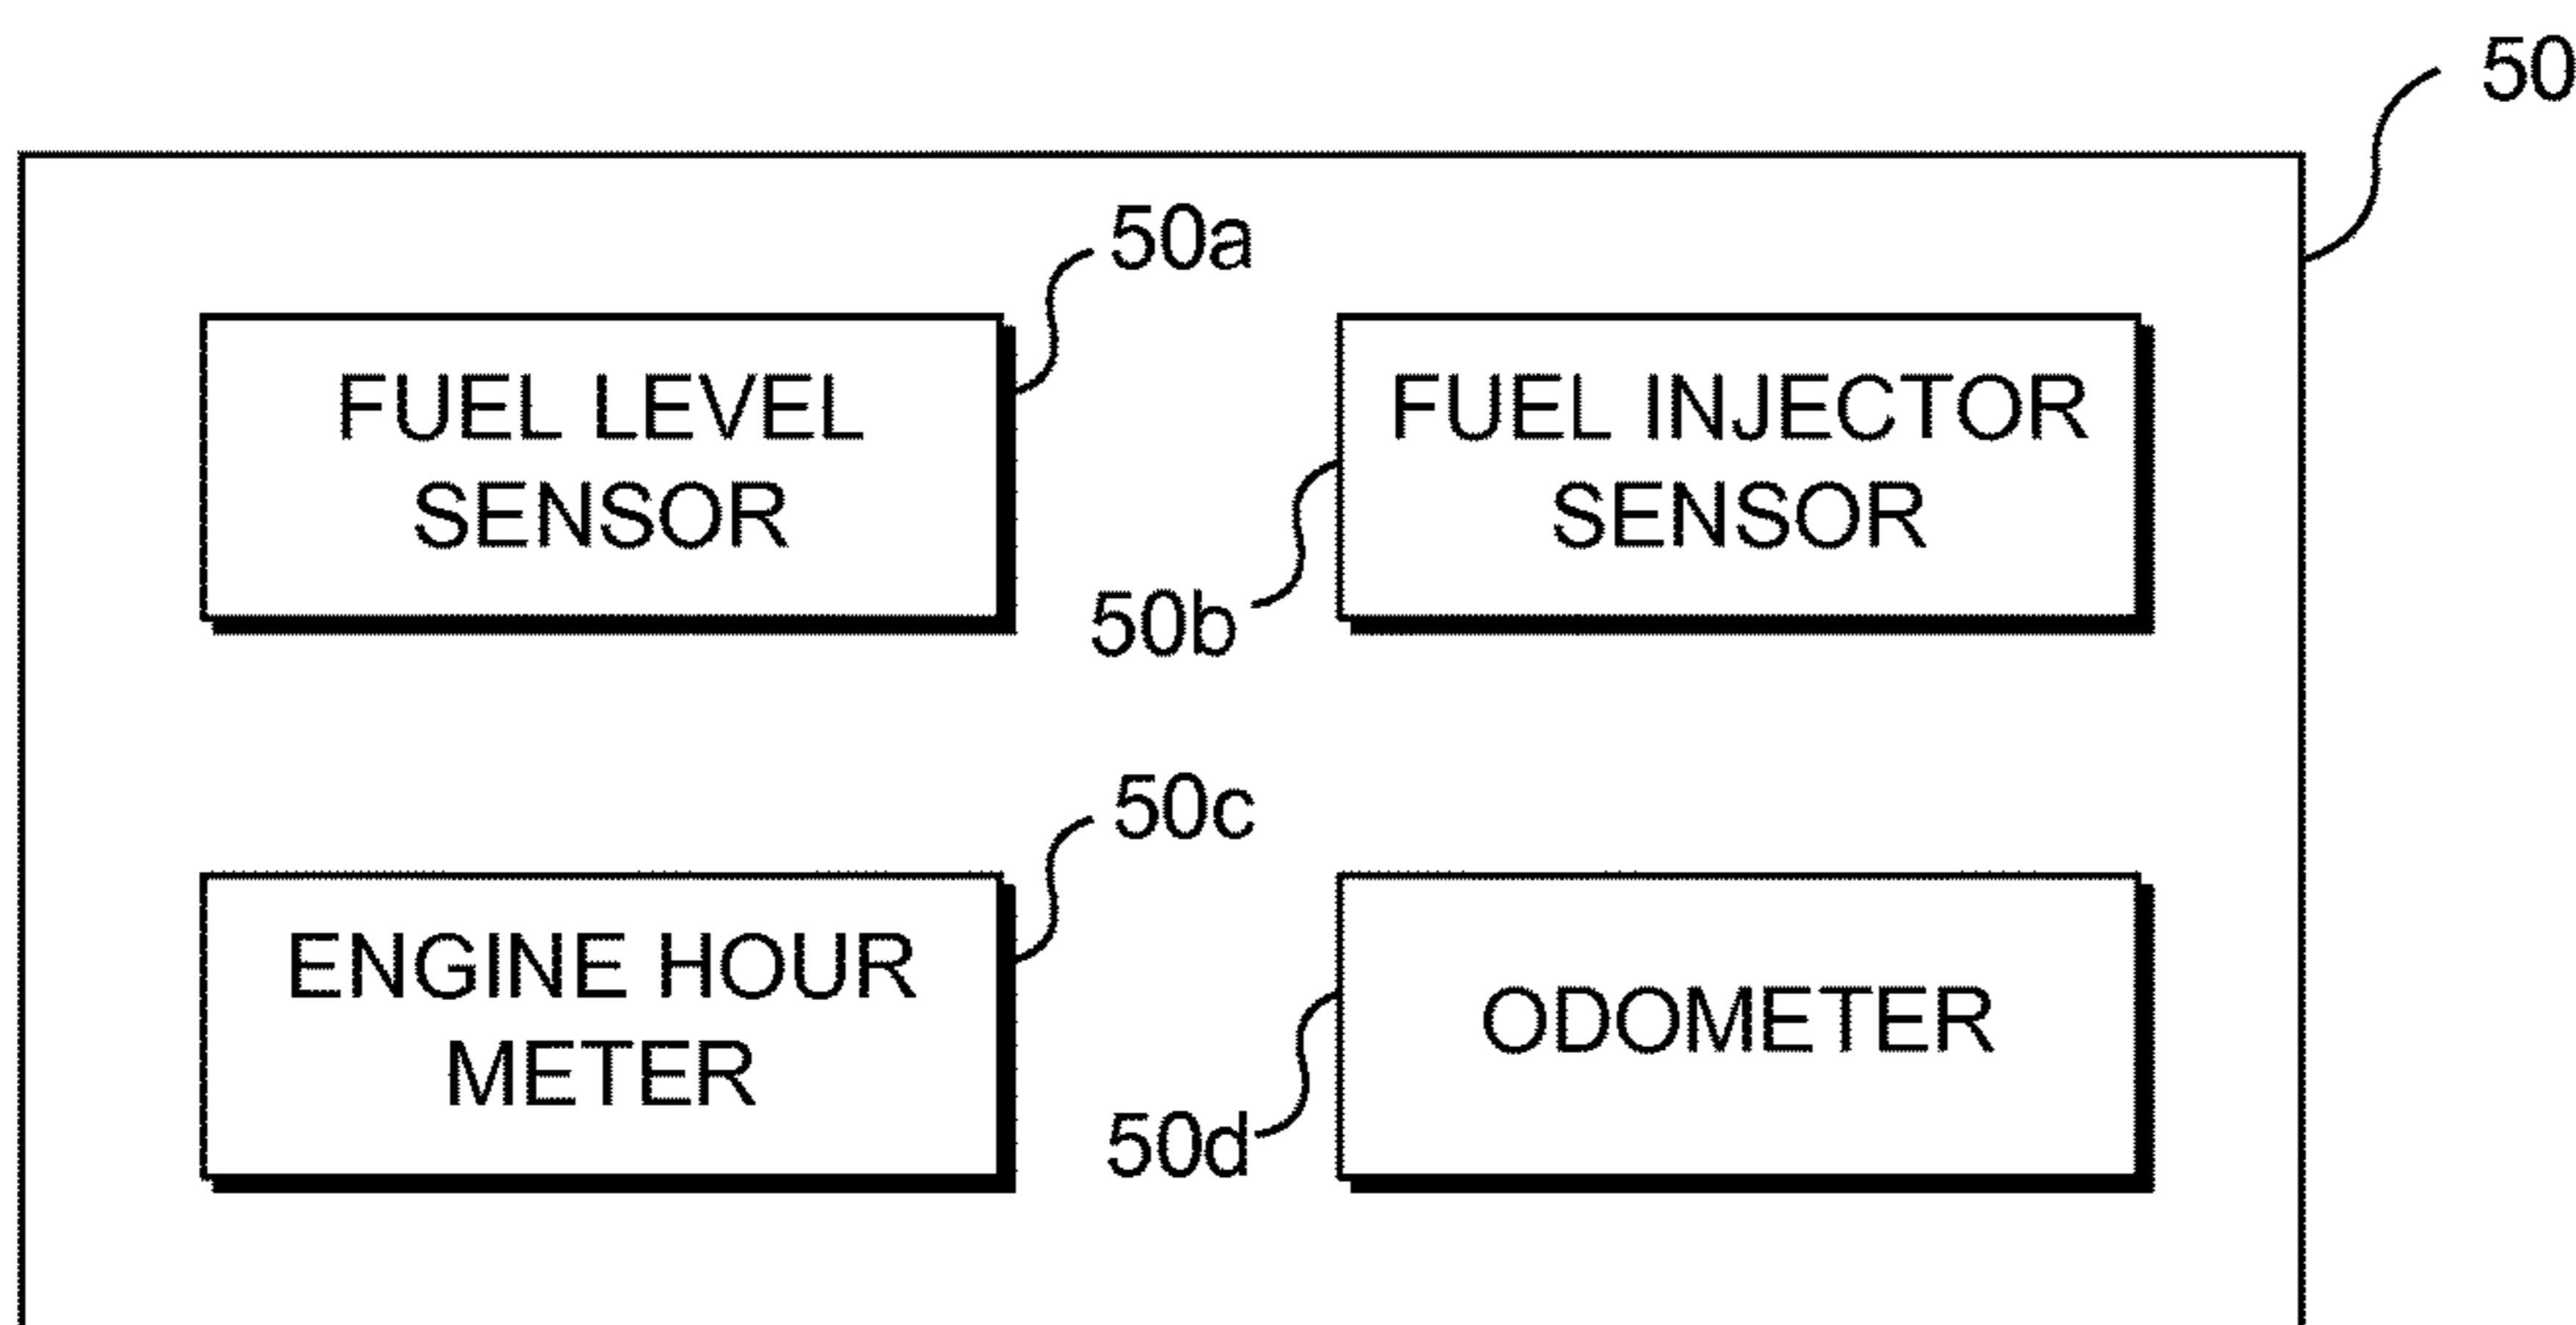 50
50a
FUEL LEVEL
SENSOR
50b
FUEL INJECTOR
SENSOR
50c
ENGINE HOUR
METER
50d
ODOMETER